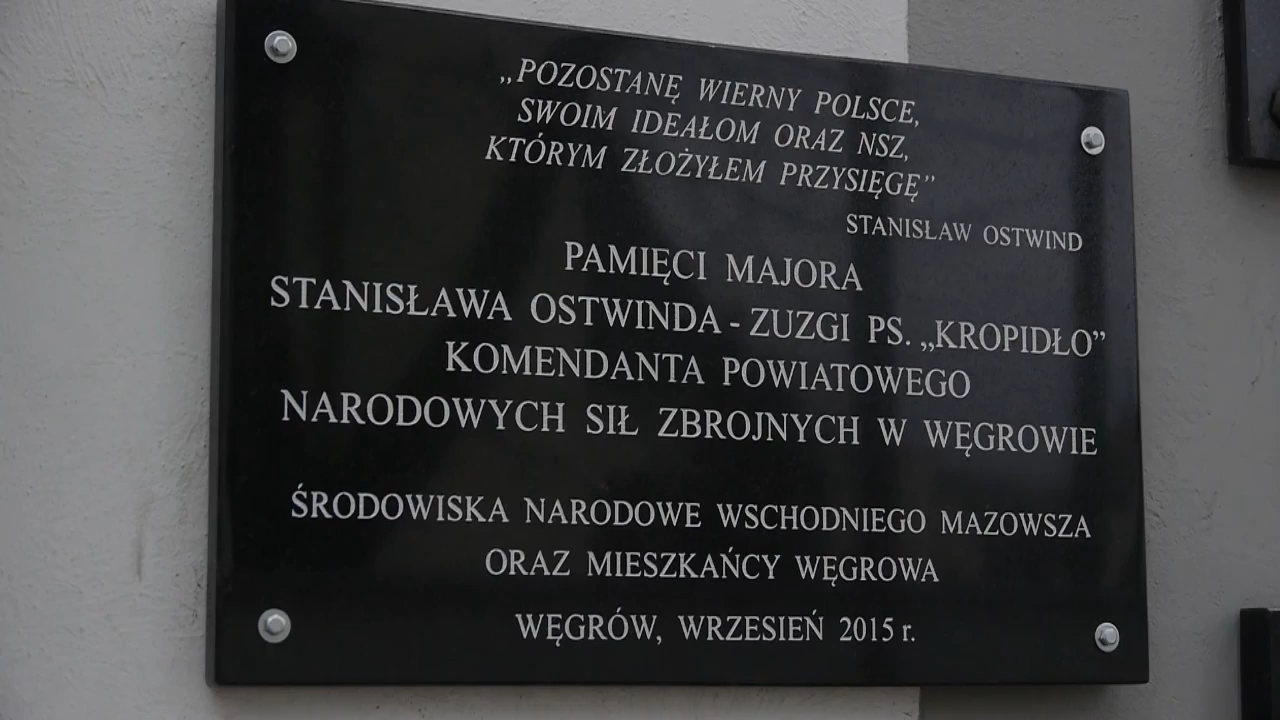 „POZOSTANĘ WIERNY POLSCE,
SWOIM IDEAŁOM ORAZ NSZ,
KTÓRYM ZŁOŻYŁEM PRZYSIĘGĘ”
STANISŁAW OSTWIND
PAMIĘCI MAJORA
STANISŁAWA OSTWINDA - ZUZGI PS. „KROPIDŁO”
KOMENDANTA POWIATOWEGO
NARODOWYCH SIŁ ZBROJNYCH W WĘGROWIE
ŚRODOWISKA NARODOWE WSCHODNIEGO MAZOWSZA
ORAZ MIESZKAŃCY WĘGROWA
WĘGRÓW, WRZESIEŃ 2015 r.